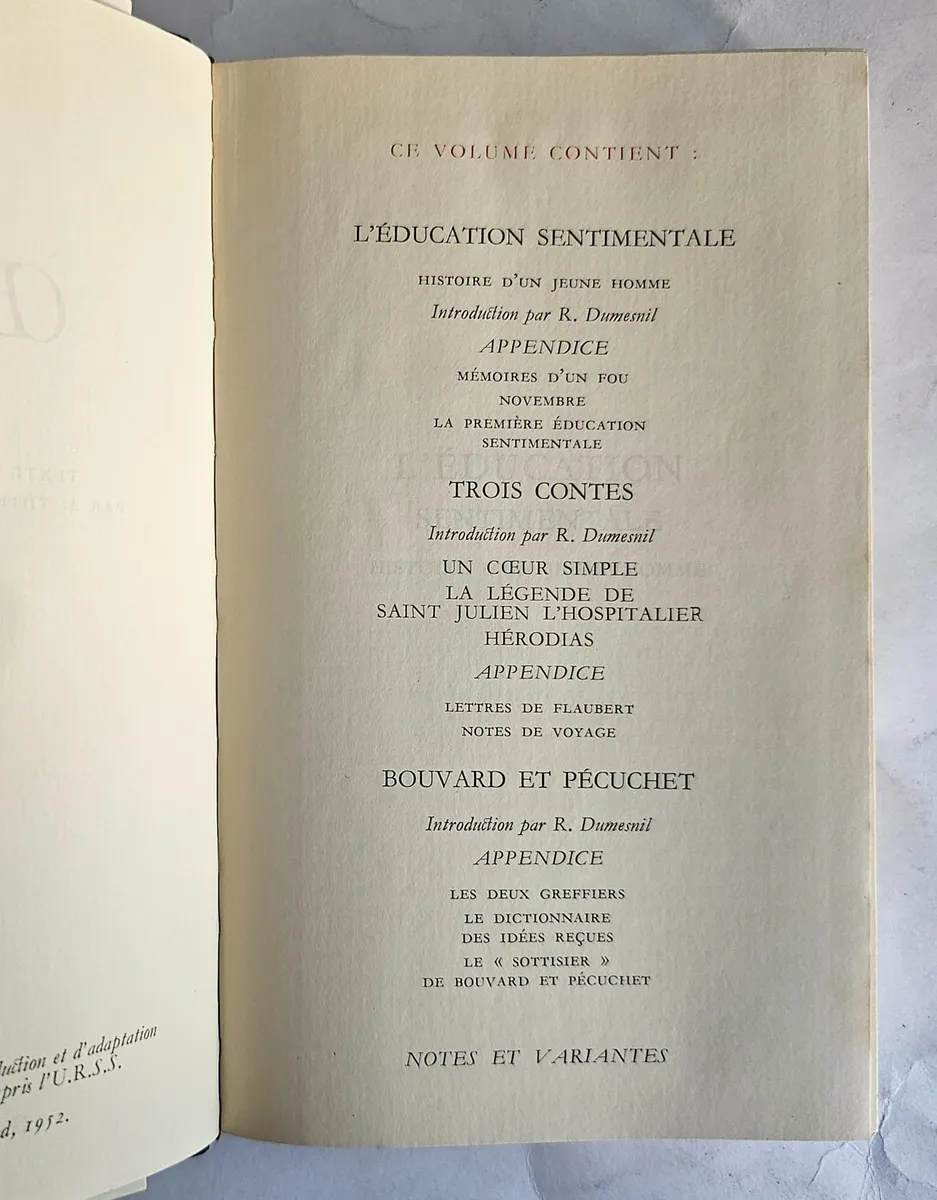 duction et d'adaptation
pris l'U.R.S.S.
d, 1952.
CE VOLUME CONTIENT :
L'ÉDUCATION SENTIMENTALE
HISTOIRE D'UN JEUNE HOMME
Introduction par R. Dumesnil
APPENDICE
MÉMOIRES D'UN FOU
NOVEMBRE
LA PREMIÈRE ÉDUCATION
SENTIMENTALE
TROIS CONTES
Introduction par R. Dumesnil
UN CŒUR SIMPLE
LA LÉGENDE DE
SAINT JULIEN L'HOSPITALIER
HÉRODIAS
APPENDICE
LETTRES DE FLAUBERT
NOTES DE VOYAGE
BOUVARD ET PÉCUCHET
Introduction par R. Dumesnil
APPENDICE
LES DEUX GREFFIERS
LE DICTIONNAIRE
DES IDÉES REÇUES
LE « SOTTISIER »
DE BOUVARD ET PÉCUCHET
NOTES ET VARIANTES